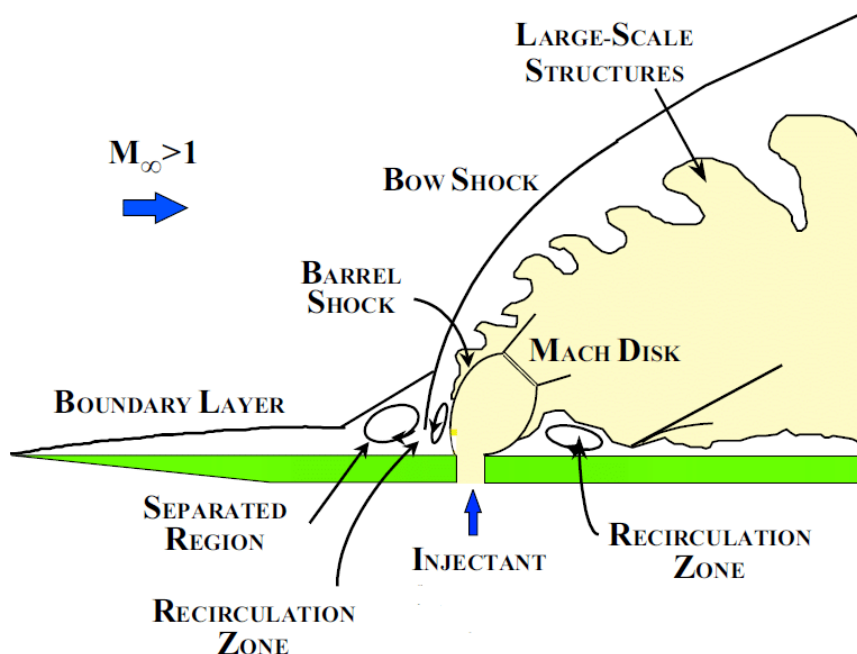 LARGE-SCALE
STRUCTURES
M∞>1
BOW SHOCK
BARREL
SHOCK
MACH DISK
BOUNDARY LAYER
SEPARATED
REGION
INJECTANT
RECIRCULATION
ZONE
RECIRCULATION
ZONE